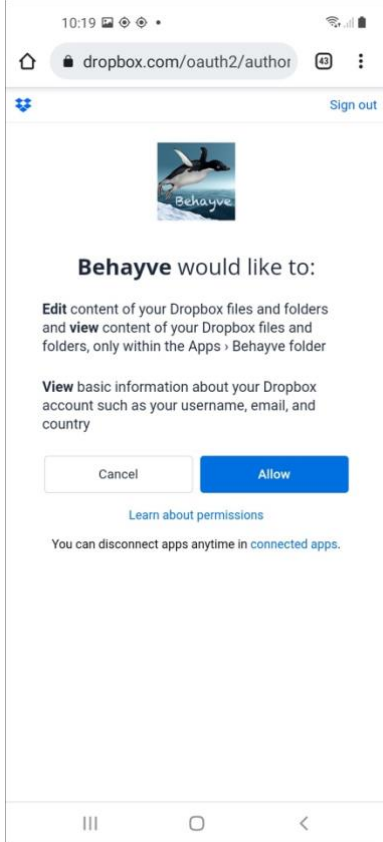 10:19
dropbox.com/oauth2/author
43
Sign out
Behayve
Behayve would like to:
Edit content of your Dropbox files and folders
and view content of your Dropbox files and
folders, only within the Apps › Behayve folder
View basic information about your Dropbox
account such as your username, email, and
country
Cancel
Allow
Learn about permissions
You can disconnect apps anytime in connected apps.